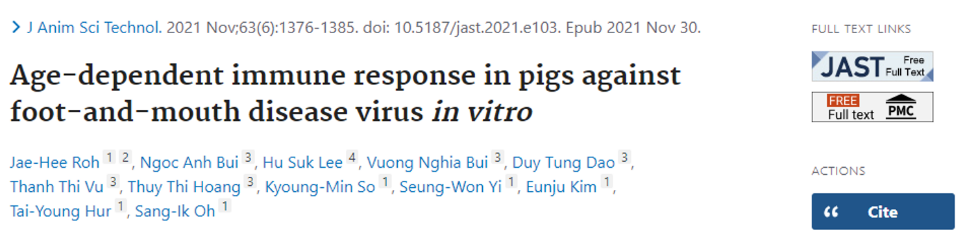 J Anim Sci Technol. 2021 Nov;63(6):1376-1385. doi: 10.5187/jast.2021.e103. Epub 2021 Nov 30.
Age-dependent immune response in pigs against
foot-and-mouth disease virus in vitro
Jae-Hee Roh 1 2, Ngoc Anh Bui 3, Hu Suk Lee 4, Vuong Nghia Bui 3, Duy Tung Dao 3,
Thanh Thi Vu 3, Thuy Thi Hoang 3, Kyoung-Min So 1, Seung-Won Yi 1, Eunju Kim 1,
Tai-Young Hur 1, Sang-Ik Oh 1
FULL TEXT LINKS
JAST Free
Full Text
FREE
Full text PMC
ACTIONS
Cite